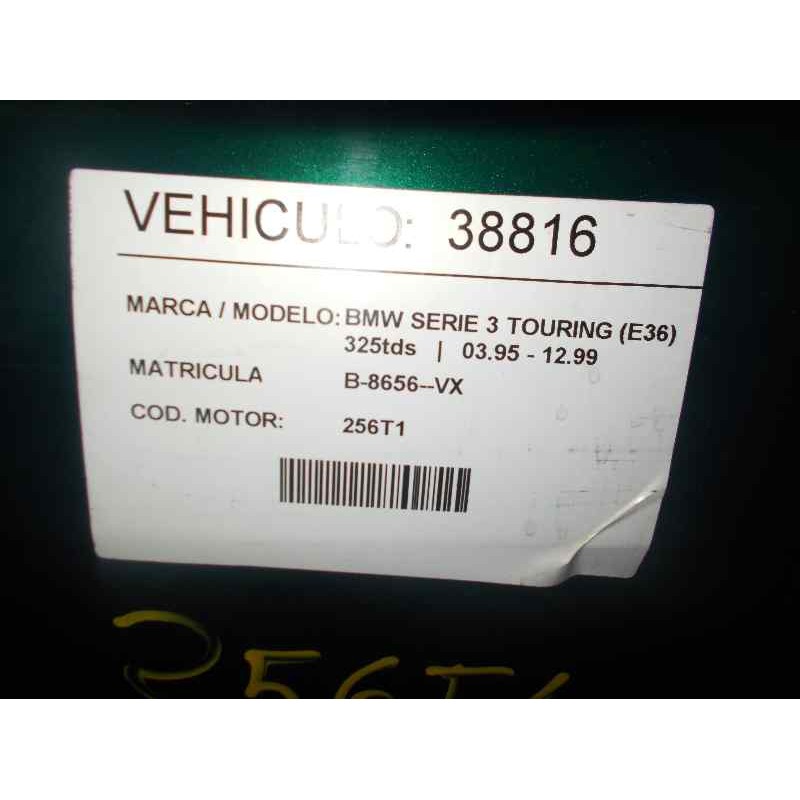 VEHICULO: 38816
MARCA / MODELO: BMW SERIE 3 TOURING (E36)
325tds | 03.95 - 12.99
MATRICULA B-8656--VX
COD. MOTOR: 256T1
256T1